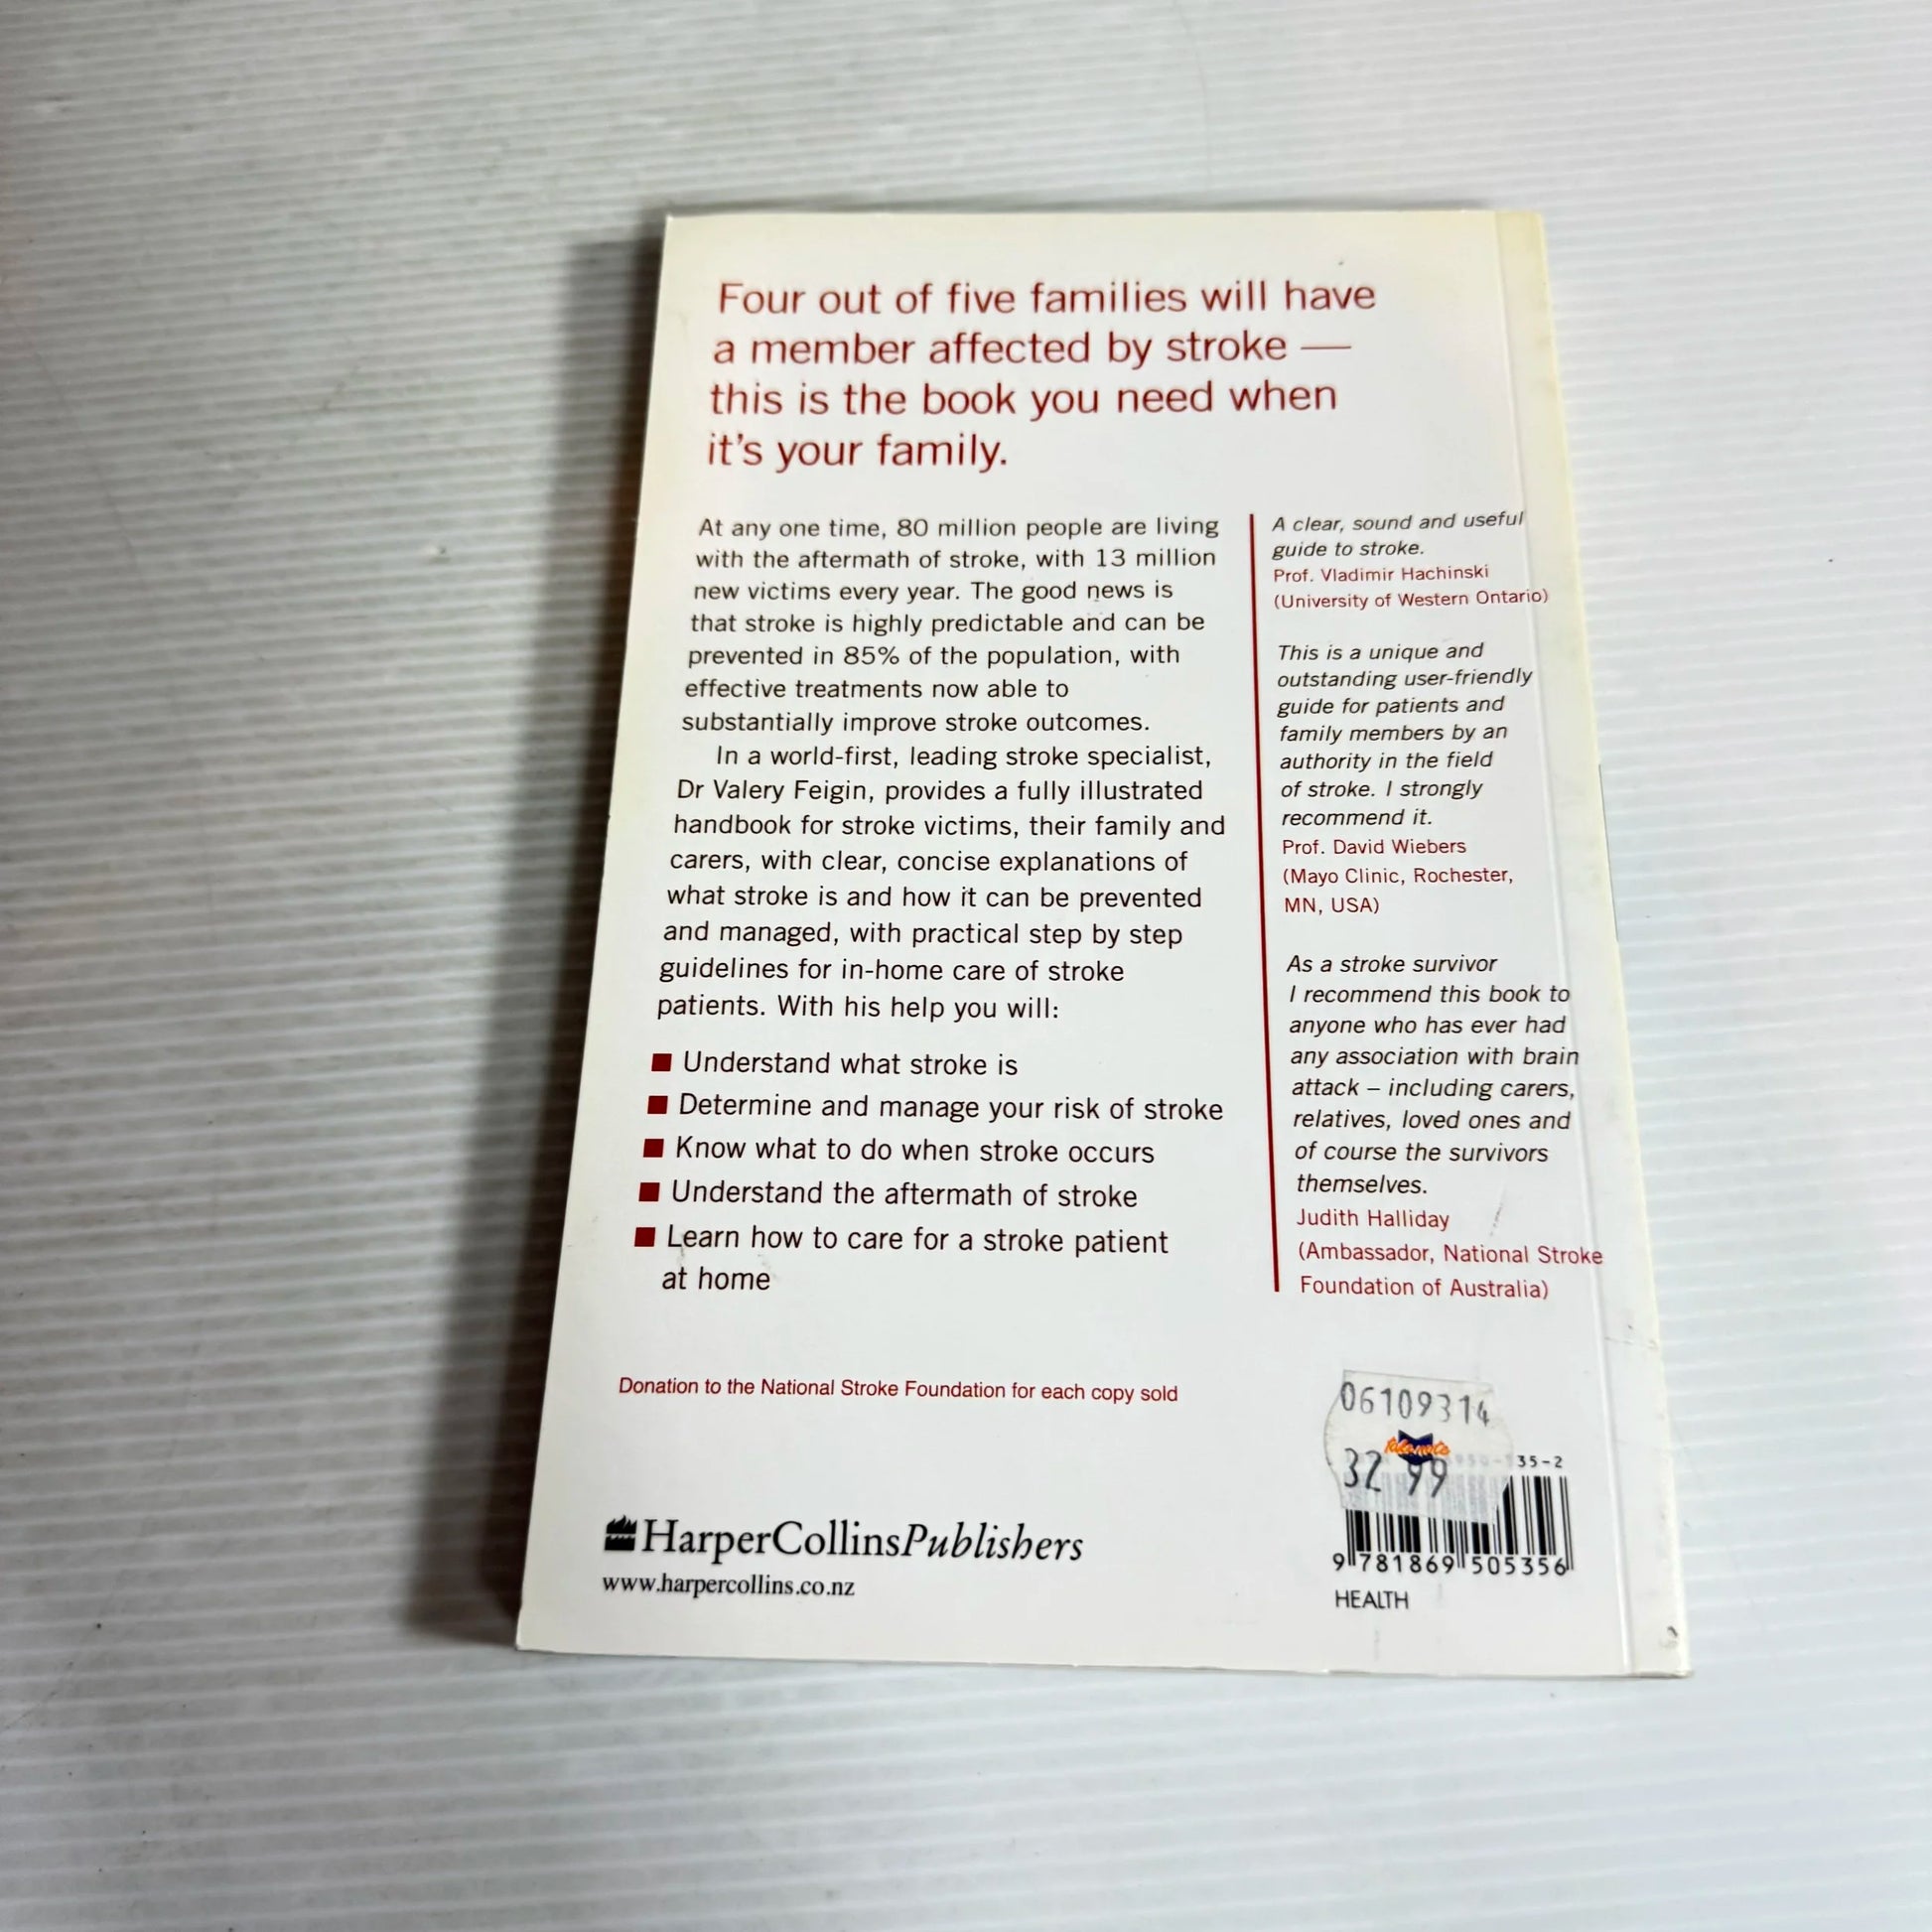 Four out of five families will have
a member affected by stroke —
this is the book you need when
it's your family.
At any one time, 80 million people are living
with the aftermath of stroke, with 13 million
new victims every year. The good news is
that stroke is highly predictable and can be
prevented in 85% of the population, with
effective treatments now able to
substantially improve stroke outcomes.
In a world-first, leading stroke specialist,
Dr Valery Feigin, provides a fully illustrated
handbook for stroke victims, their family and
carers, with clear, concise explanations of
what stroke is and how it can be prevented
and managed, with practical step by step
guidelines for in-home care of stroke
patients. With his help you will:
■ Understand what stroke is
■ Determine and manage your risk of stroke
■ Know what to do when stroke occurs
■ Understand the aftermath of stroke
■ Learn how to care for a stroke patient
at home
A clear, sound and useful
guide to stroke.
Prof. Vladimir Hachinski
(University of Western Ontario)
This is a unique and
outstanding user-friendly
guide for patients and
family members by an
authority in the field
of stroke. I strongly
recommend it.
Prof. David Wiebers
(Mayo Clinic, Rochester,
MN, USA)
As a stroke survivor
I recommend this book to
anyone who has ever had
any association with brain
attack – including carers,
relatives, loved ones and
of course the survivors
themselves.
Judith Halliday
(Ambassador, National Stroke
Foundation of Australia)
Donation to the National Stroke Foundation for each copy sold
06109314
32 99
35-2
9 781869 505356
HEALTH
HarperCollinsPublishers
www.harpercollins.co.nz